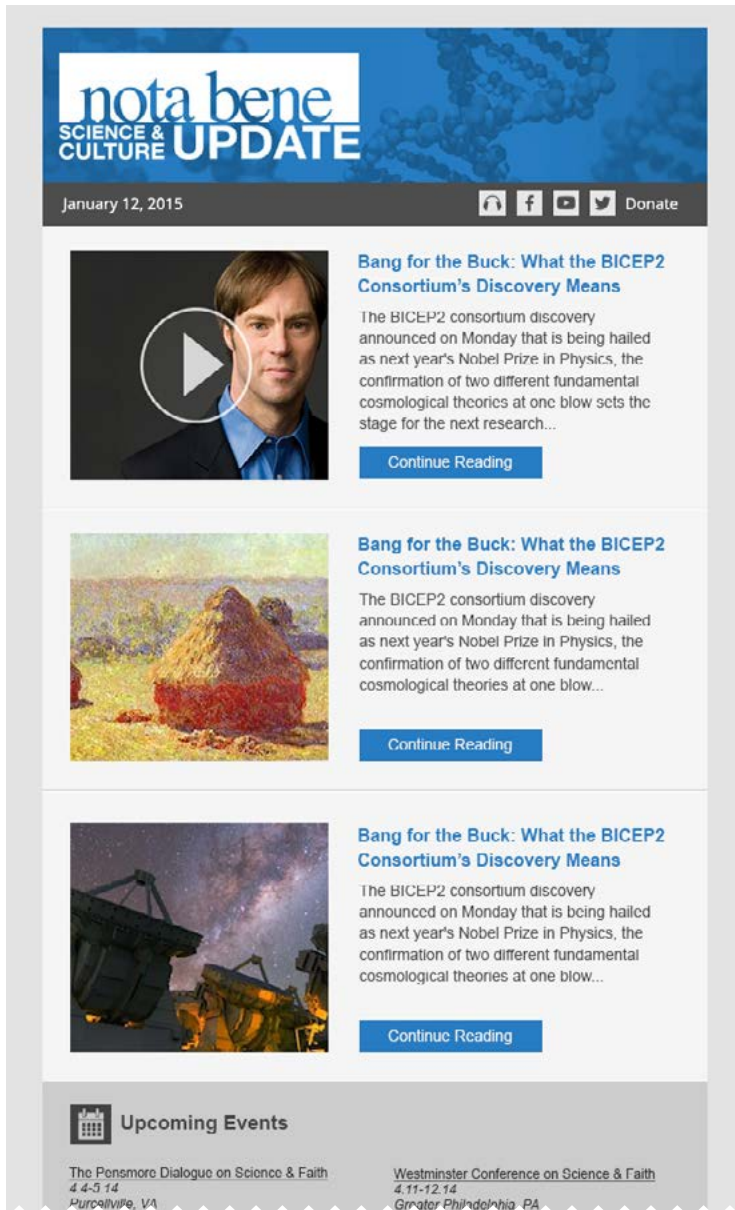 nota bene
SCIENCE &
CULTURE UPDATE
January 12, 2015
Donate
Bang for the Buck: What the BICEP2
Consortium's Discovery Means
The BICEP2 consortium discovery
announced on Monday that is being hailed
as next year's Nobel Prize in Physics, the
confirmation of two different fundamental
cosmological theories at one blow sets the
stage for the next research...
Continue Reading
Bang for the Buck: What the BICEP2
Consortium's Discovery Means
The BICEP2 consortium discovery
announced on Monday that is being hailed
as next year's Nobel Prize in Physics, the
confirmation of two different fundamental
cosmological theories at one blow...
Continue Reading
Bang for the Buck: What the BICEP2
Consortium's Discovery Means
The BICEP2 consortium discovery
announced on Monday that is being hailed
as next year's Nobel Prize in Physics, the
confirmation of two different fundamental
cosmological theories at one blow...
Continue Reading
Upcoming Events
The Pensmore Dialogue on Science & Faith
4.4-5.14
Purcellville, VA
Westminster Conference on Science & Faith
4.11-12.14
Greater Philadelphia, PA